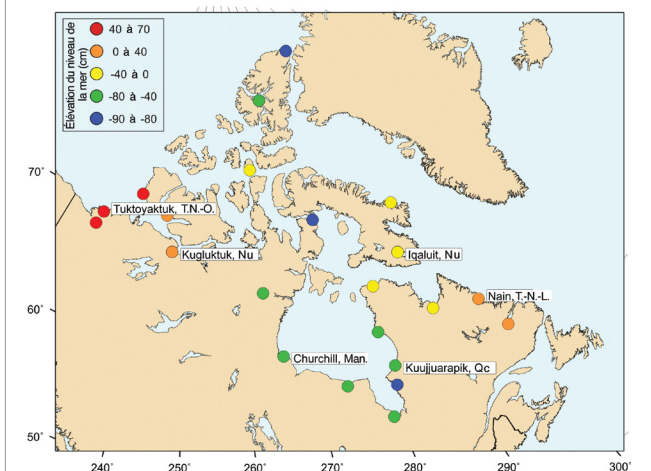 Élévation du niveau de
la mer (cm)
40 à 70
0 à 40
-40 à 0
-80 à -40
-90 à -80
70°
Tuktoyaktuk, T.N.-O.
Kugluktuk, Nu
Iqaluit, Nu
Nain,T.-N.-L.
60°
Churchill, Man.
Kuujjuarapik, Qc
50°
240° 250° 260° 270° 280° 290° 300°